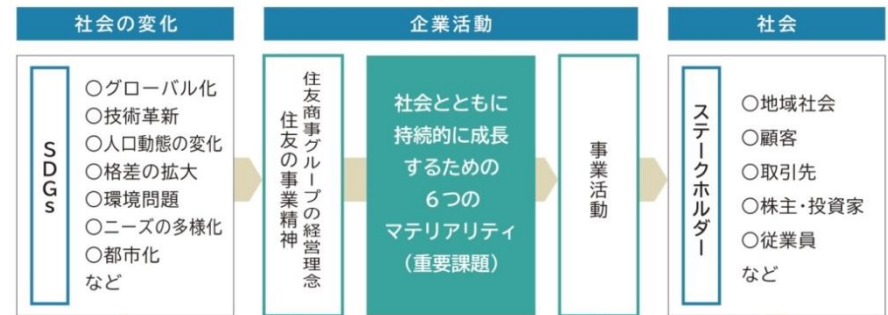 社会の変化
企業活動
社会
SDGs
○グローバル化
○技術革新
○人口動態の変化
○格差の拡大
○環境問題
○ニーズの多様化
○都市化
など
住友商事グループの経営理念
住友の事業精神
社会とともに
持続的に成長
するための
6つの
マテリアリティ
(重要課題)
事業活動
ステークホルダー
○地域社会
○顧客
○取引先
○株主・投資家
○従業員
など